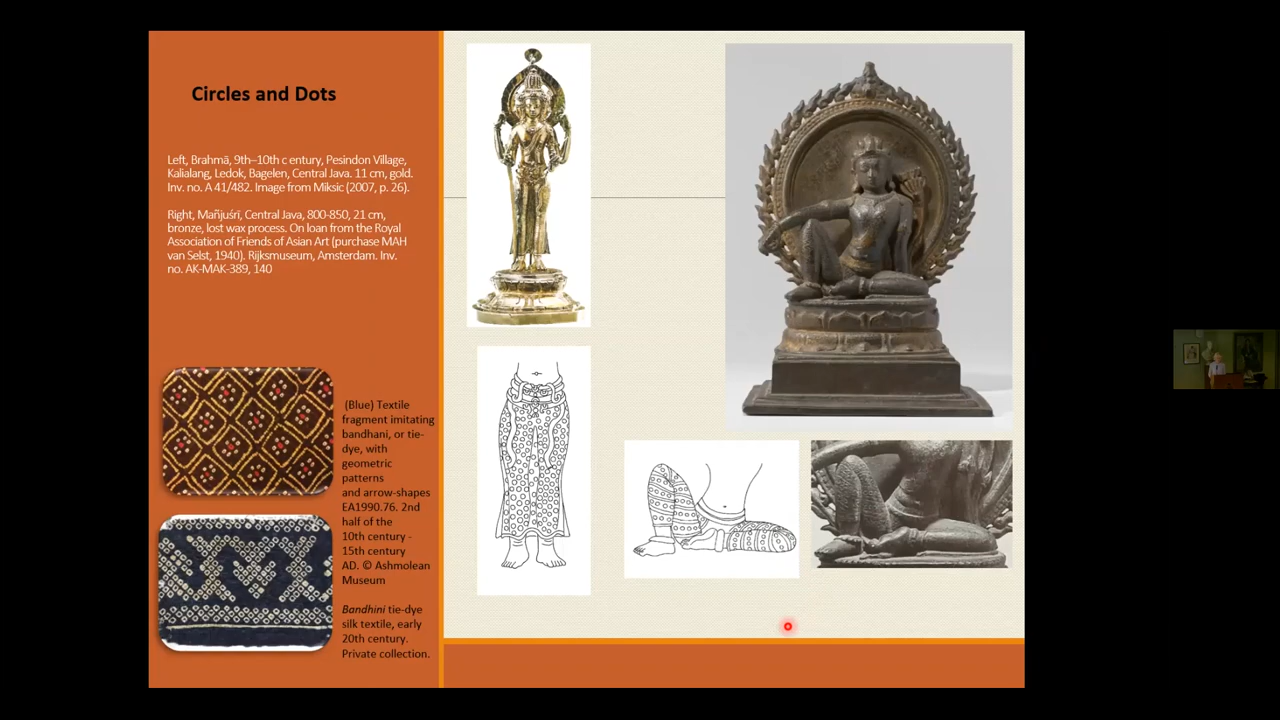 Circles and Dots
Left, Brahmā, 9th–10th c entury, Pesindon Village,
Kalialang, Ledok, Bagelen, Central Java. 11 cm, gold.
Inv. no. A 41/482. Image from Miksic (2007, p. 26).
Right, Mañjuśrī, Central Java, 800-850, 21 cm,
bronze, lost wax process. On loan from the Royal
Association of Friends of Asian Art (purchase MAH
van Selst, 1940). Rijksmuseum, Amsterdam. Inv.
no. AK-MAK-389, 140
(Blue) Textile
fragment imitating
bandhani, or tie-
dye, with
geometric
patterns
and arrow-shapes
EA1990.76. 2nd
half of the
10th century -
15th century
AD. © Ashmolean
Museum
Bandhini tie-dye
silk textile, early
20th century.
Private collection.